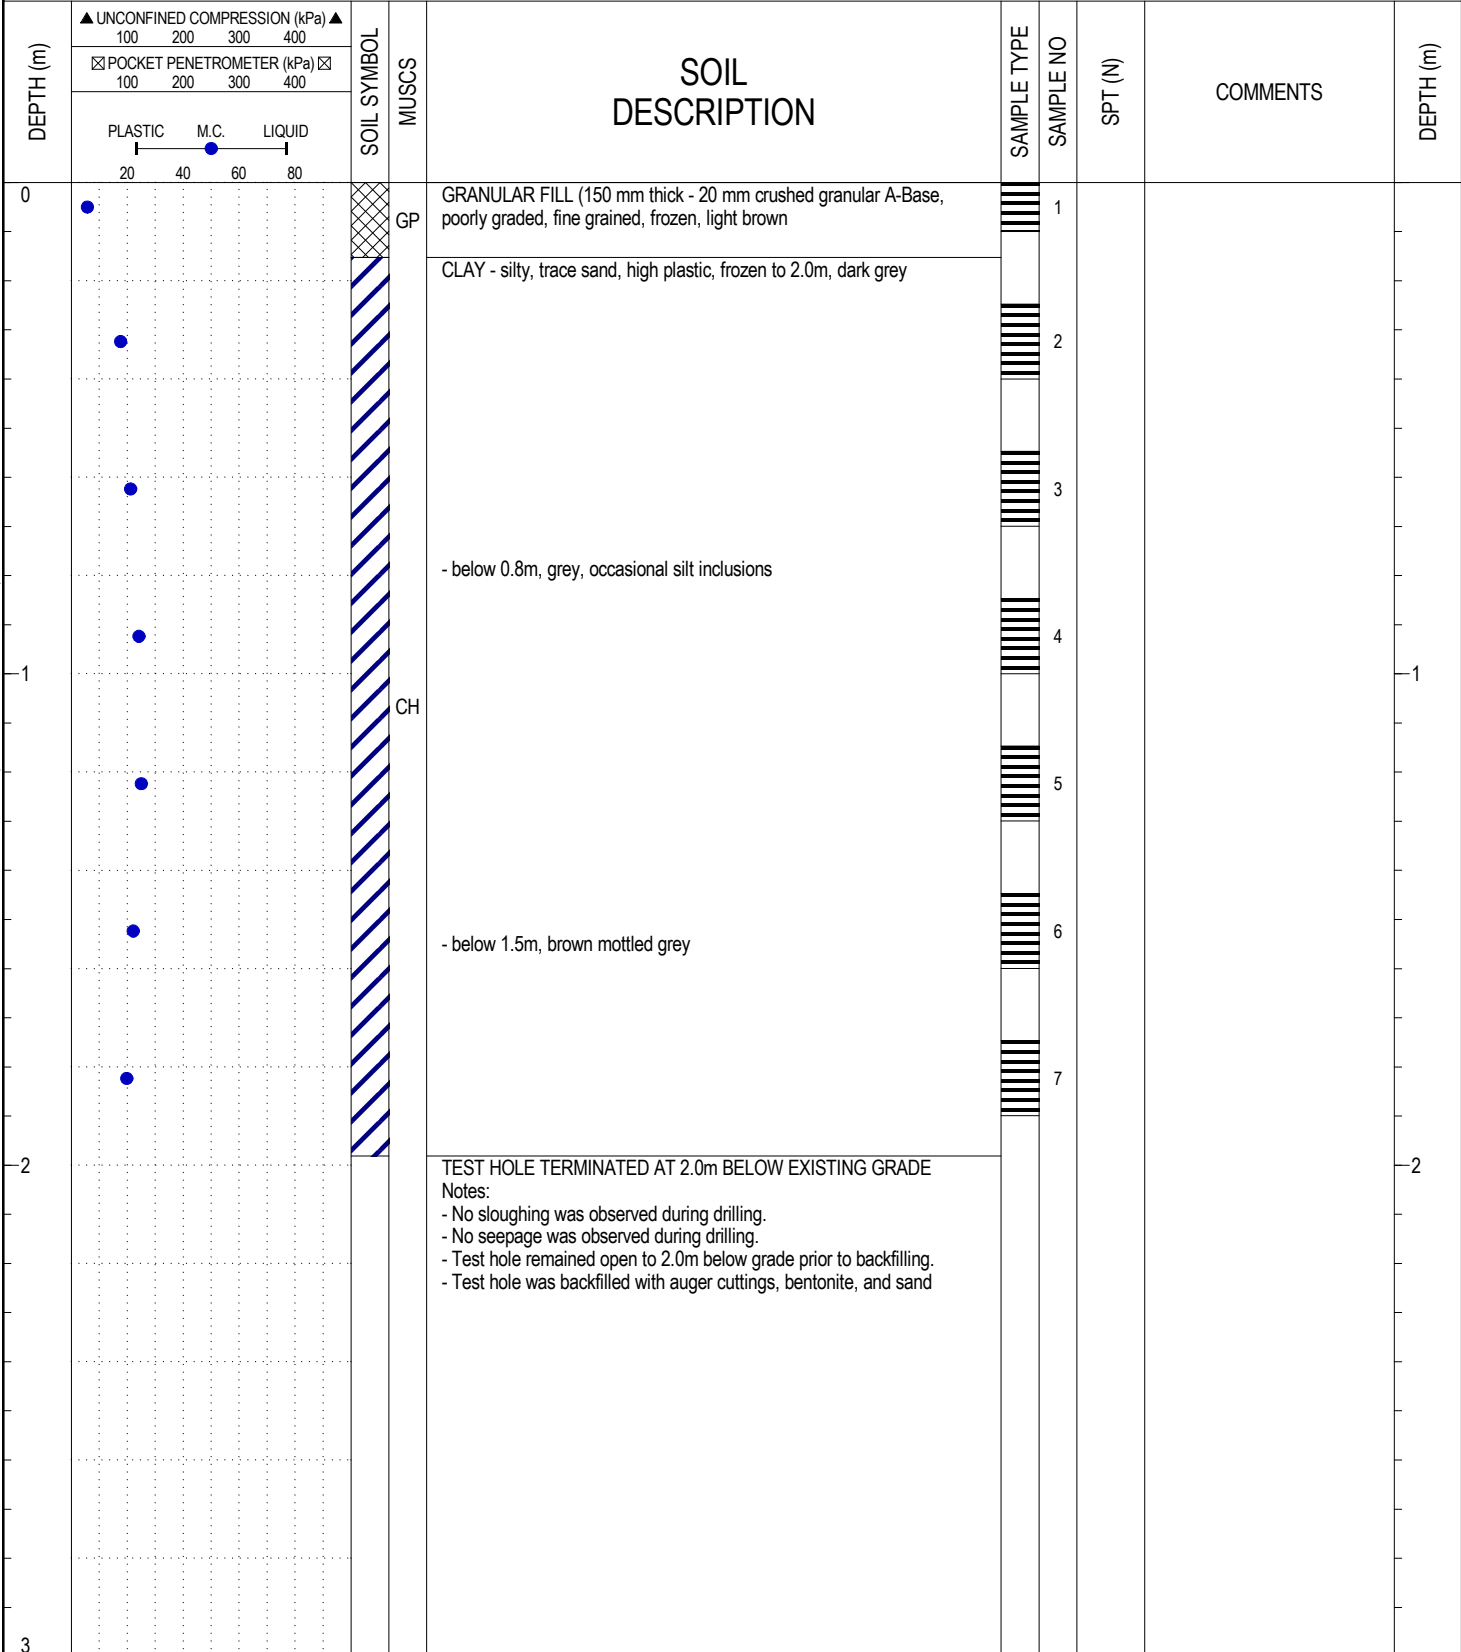 DEPTH (m)
▲ UNCONFINED COMPRESSION (kPa) ▲
100 200 300 400
☒ POCKET PENETROMETER (kPa) ☒
100 200 300 400
PLASTIC M.C. LIQUID
20 40 60 80
SOIL SYMBOL
MUSCS
SOIL
DESCRIPTION
SAMPLE TYPE
SAMPLE NO
SPT (N)
COMMENTS
DEPTH (m)
0
GP
GRANULAR FILL (150 mm thick - 20 mm crushed granular A-Base,
poorly graded, fine grained, frozen, light brown
1
CLAY - silty, trace sand, high plastic, frozen to 2.0m, dark grey
2
3
- below 0.8m, grey, occasional silt inclusions
4
1
1
CH
5
6
- below 1.5m, brown mottled grey
7
2
2
TEST HOLE TERMINATED AT 2.0m BELOW EXISTING GRADE
Notes:
- No sloughing was observed during drilling.
- No seepage was observed during drilling.
- Test hole remained open to 2.0m below grade prior to backfilling.
- Test hole was backfilled with auger cuttings, bentonite, and sand
3